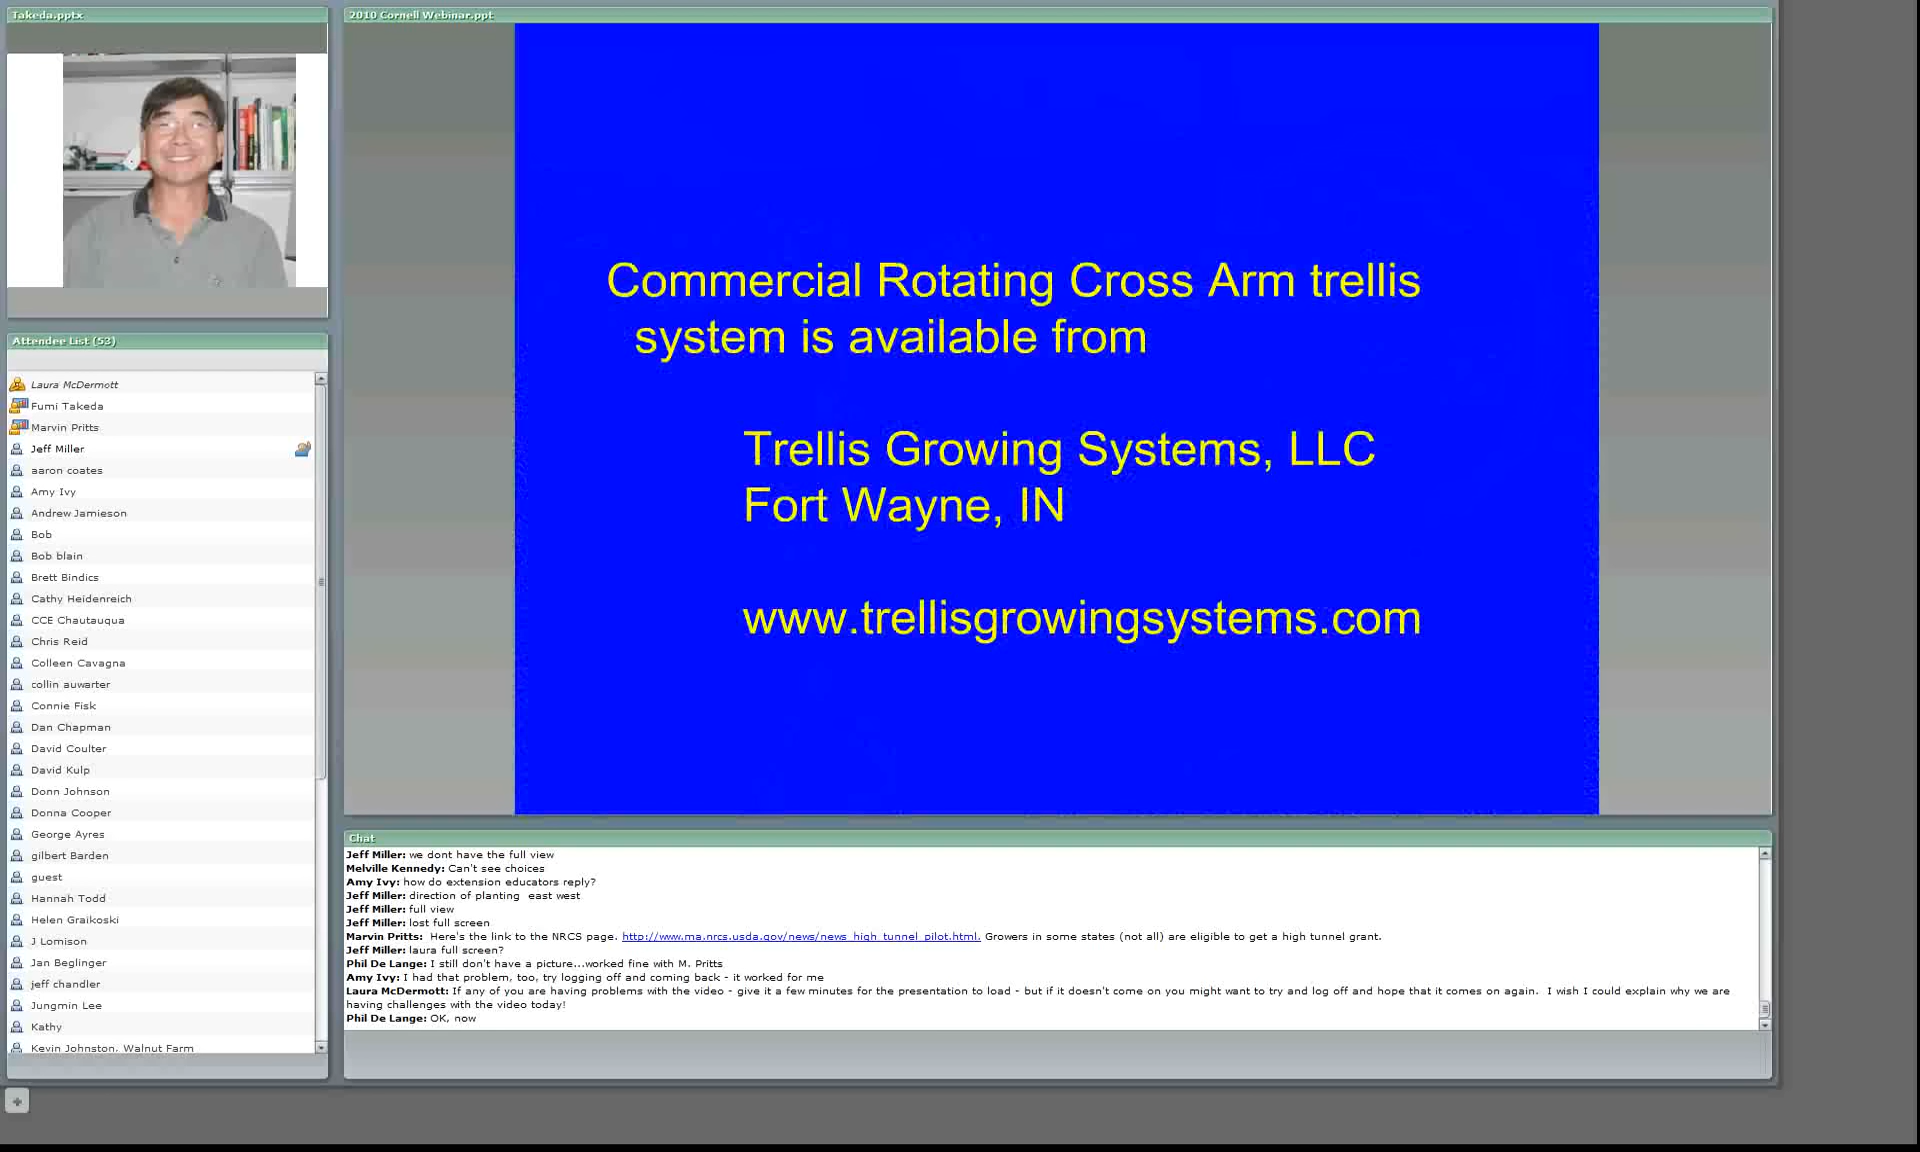 Takeda.pptx
2010 Cornell Webinar.ppt
Commercial Rotating Cross Arm trellis
system is available from
Trellis Growing Systems, LLC
Fort Wayne, IN
www.trellisgrowingsystems.com
Attendee List (53)
Laura McDermott
Fumi Takeda
Marvin Pritts
Jeff Miller
aaron coates
Amy Ivy
Andrew Jamieson
Bob
Bob blain
Brett Bindics
Cathy Heidenreich
CCE Chautauqua
Chris Reid
Colleen Cavagna
collin auwarter
Connie Fisk
Dan Chapman
David Coulter
David Kulp
Donn Johnson
Donna Cooper
George Ayres
gilbert Barden
guest
Hannah Todd
Helen Graikoski
J Lomison
Jan Beglinger
jeff chandler
Jungmin Lee
Kathy
Kevin Johnston, Walnut Farm
Chat
Jeff Miller: we dont have the full view
Melville Kennedy: Can't see choices
Amy Ivy: how do extension educators reply?
Jeff Miller: direction of planting  east west
Jeff Miller: full view
Jeff Miller: lost full screen
Marvin Pritts:  Here's the link to the NRCS page.  http://www.ma.nrcs.usda.gov/news/news_high_tunnel_pilot.html. Growers in some states (not all) are eligible to get a high tunnel grant.
Jeff Miller: laura full screen?
Phil De Lange: I still don't have a picture...worked fine with M. Pritts
Amy Ivy: I had that problem, too, try logging off and coming back - it worked for me
Laura McDermott: If any of you are having problems with the video - give it a few minutes for the presentation to load - but if it doesn't come on you might want to try and log off and hope that it comes on again.  I wish I could explain why we are
having challenges with the video today!
Phil De Lange: OK, now